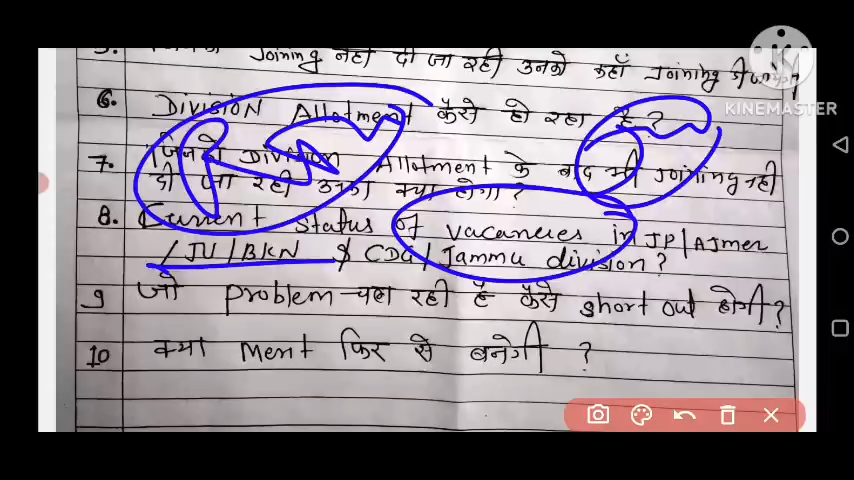 Joining नही दी जा रही उनको कहाँ Joining
KINEMASTER
6. Division Allotment कैसे हो रहा है ?
7. जिनको Division Allotment के बाद भी Joining नही
दी जा रही उनका क्या होगा ?
8. Current status of vacancies in JP/Ajmer
/JU/BKN & CDG/Jammu division ?
9 जो problem चल रही है कैसे short out होगी ?
10 क्या ment फिर से बनेगी ?